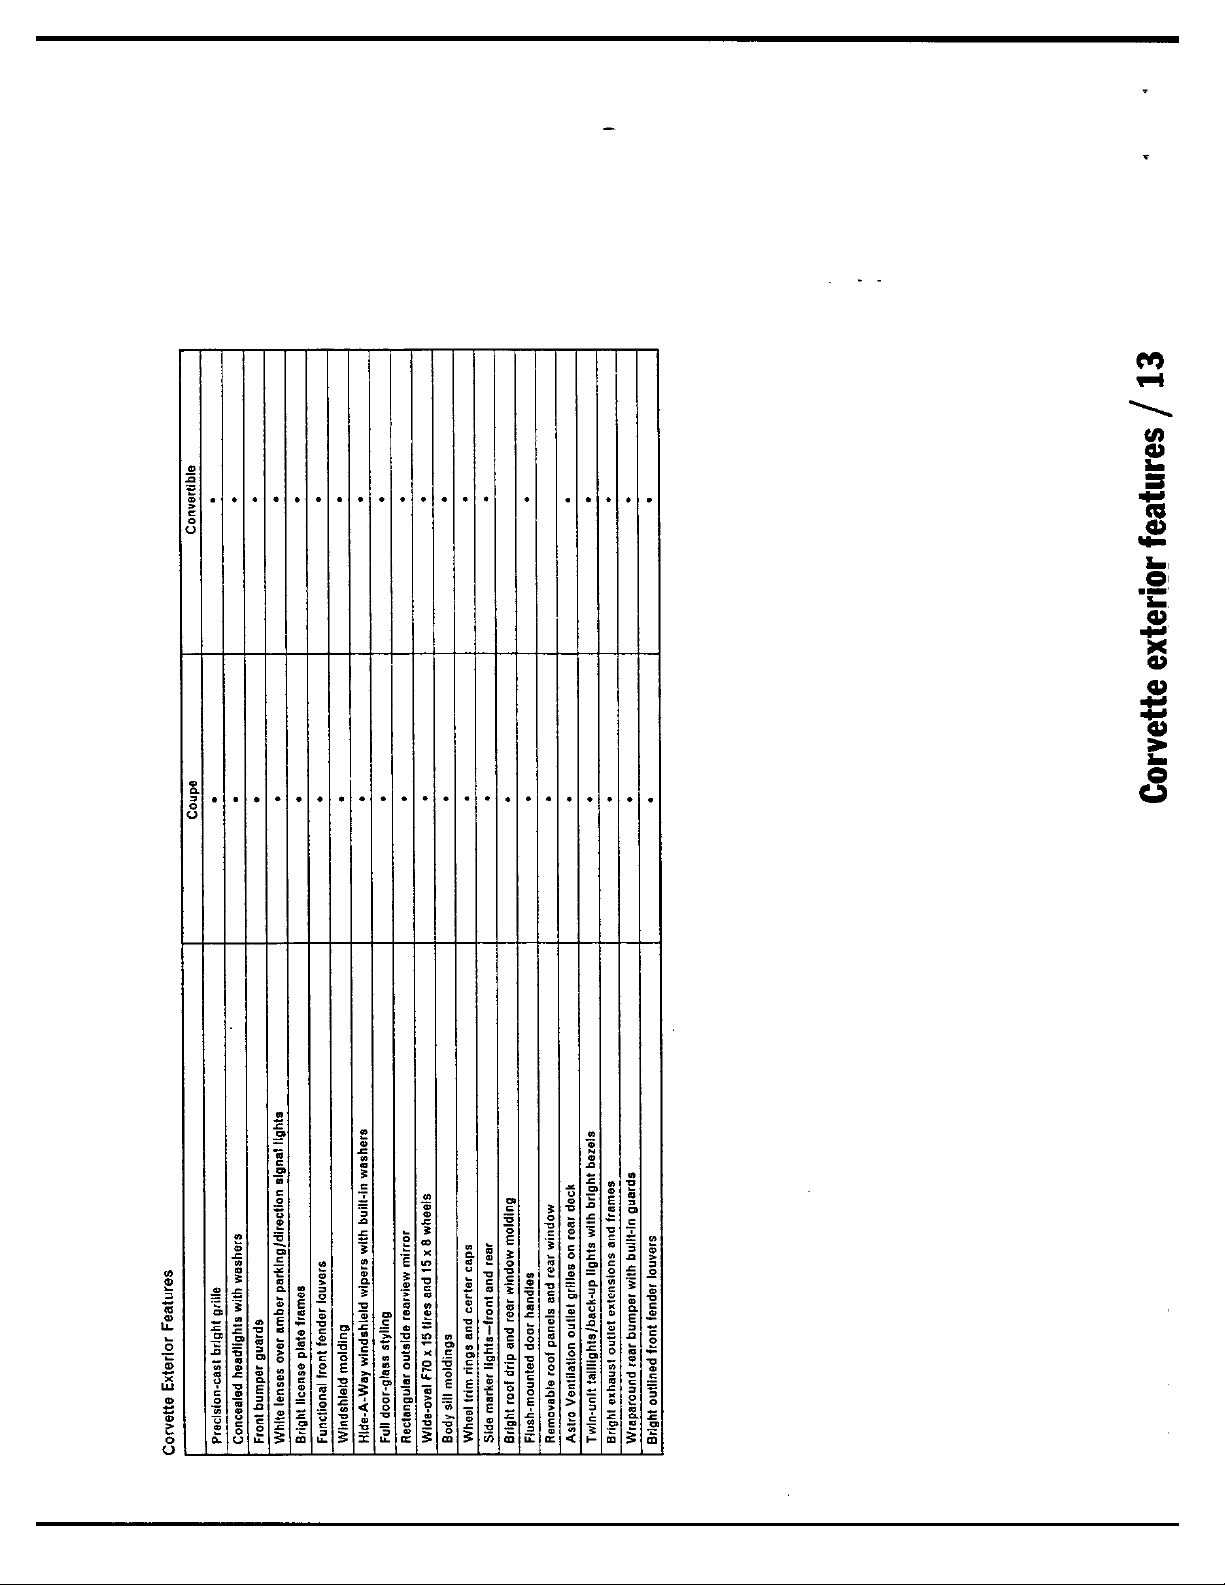 Corvette Exterior Features
Coupe Convertible
Precision-cast bright grille • •
Concealed headlights with washers • •
Front bumper guards • •
White lenses over amber parking/direction signal lights • •
Bright license plate frames • •
Functional front fender louvers • •
Windshield molding • •
Hide-A-Way windshield wipers with built-in washers • •
Full door-glass styling • •
Rectangular outside rearview mirror • •
Wide-oval F70 x 15 tires and 15 x 8 wheels • •
Body sill moldings • •
Wheel trim rings and certer caps • •
Side marker lights—front and rear • •
Bright roof drip and rear window molding •
Flush-mounted door handles • •
Removable roof panels and rear window •
Astro Ventilation outlet grilles on rear deck • •
Twin-unit taillights/back-up lights with bright bezels • •
Bright exhaust outlet extensions and frames • •
Wraparound rear bumper with built-in guards • •
Bright outlined front fender louvers • •
Corvette exterior features / 13